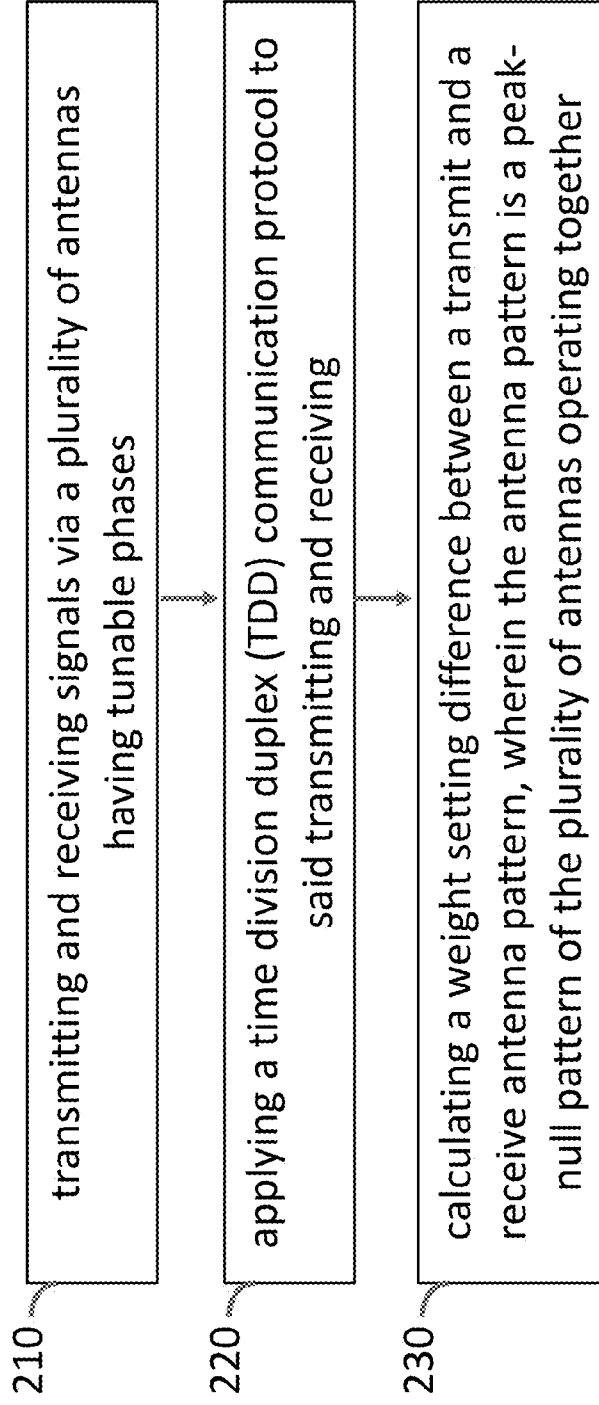 210
transmitting and receiving signals via a plurality of antennas
having tunable phases
220
applying a time division duplex (TDD) communication protocol to
said transmitting and receiving
230
calculating a weight setting difference between a transmit and a
receive antenna pattern, wherein the antenna pattern is a peak-
null pattern of the plurality of antennas operating together